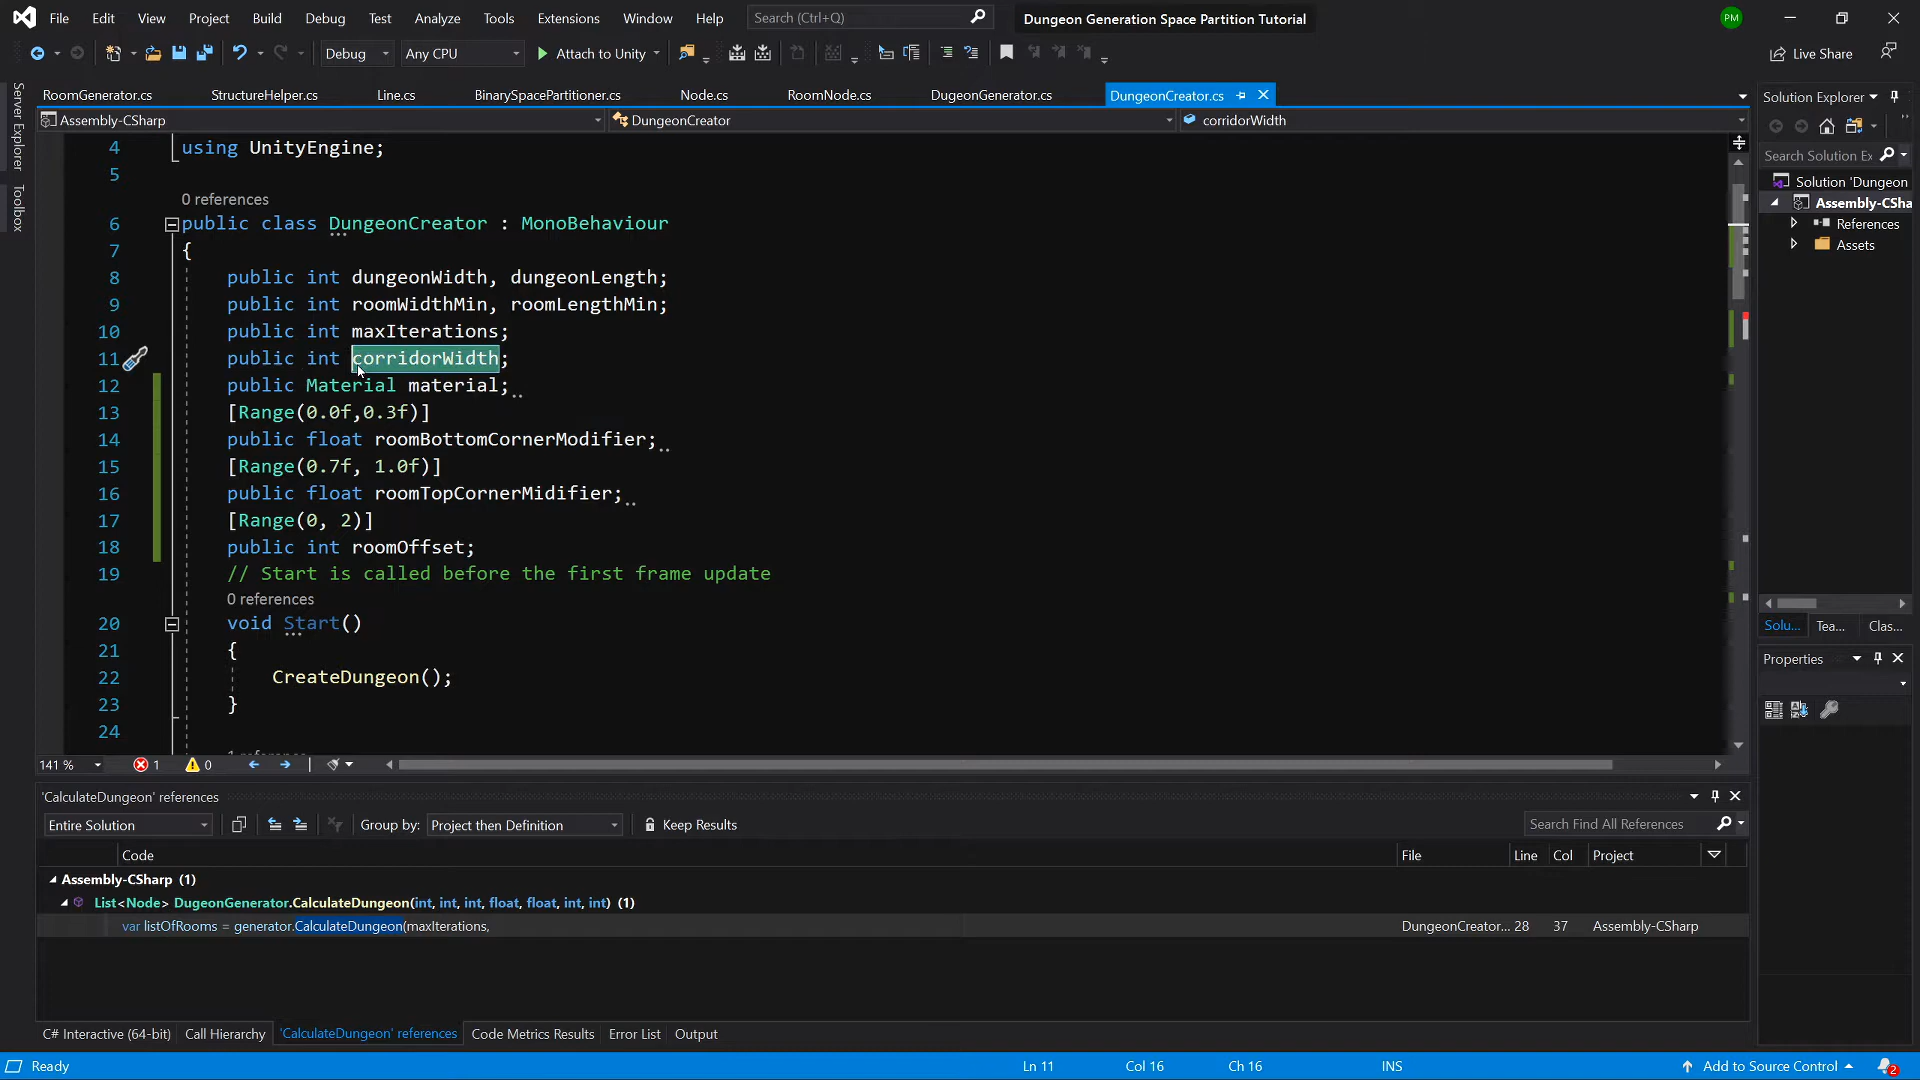 File Edit View Project Build Debug Test Analyze Tools Extensions Window Help Search (Ctrl+Q) Dungeon Generation Space Partition Tutorial PM
Debug Any CPU Attach to Unity Live Share
RoomGenerator.cs StructureHelper.cs Line.cs BinarySpacePartitioner.cs Node.cs RoomNode.cs DugeonGenerator.cs DungeonCreator.cs
Assembly-CSharp DungeonCreator corridorWidth
Server Explorer
Toolbox
4 using UnityEngine;
5
0 references
6 public class DungeonCreator : MonoBehaviour
7 {
8 public int dungeonWidth, dungeonLength;
9 public int roomWidthMin, roomLengthMin;
10 public int maxIterations;
11 public int corridorWidth;
12 public Material material;
13 [Range(0.0f,0.3f)]
14 public float roomBottomCornerModifier;
15 [Range(0.7f, 1.0f)]
16 public float roomTopCornerMidifier;
17 [Range(0, 2)]
18 public int roomOffset;
19 // Start is called before the first frame update
0 references
20 void Start()
21 {
22 CreateDungeon();
23 }
24
141 % 1 0
Solution Explorer
Search Solution Ex
Solution 'Dungeon
Assembly-CSha
References
Assets
Solu... Tea... Clas...
Properties
'CalculateDungeon' references
Entire Solution Group by: Project then Definition Keep Results Search Find All References
Code File Line Col Project
Assembly-CSharp (1)
List<Node> DugeonGenerator.CalculateDungeon(int, int, int, float, float, int, int) (1)
var listOfRooms = generator.CalculateDungeon(maxIterations, DungeonCreator... 28 37 Assembly-CSharp
C# Interactive (64-bit) Call Hierarchy 'CalculateDungeon' references Code Metrics Results Error List Output
Ready Ln 11 Col 16 Ch 16 INS Add to Source Control 2